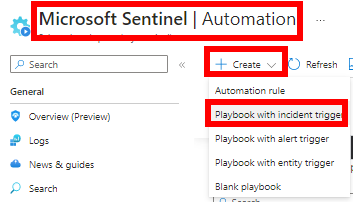 Microsoft Sentinel | Automation
Search
Create
Refresh
General
Overview (Preview)
Logs
News & guides
Search
Automation rule
Playbook with incident trigger
Playbook with alert trigger
Playbook with entity trigger
Blank playbook